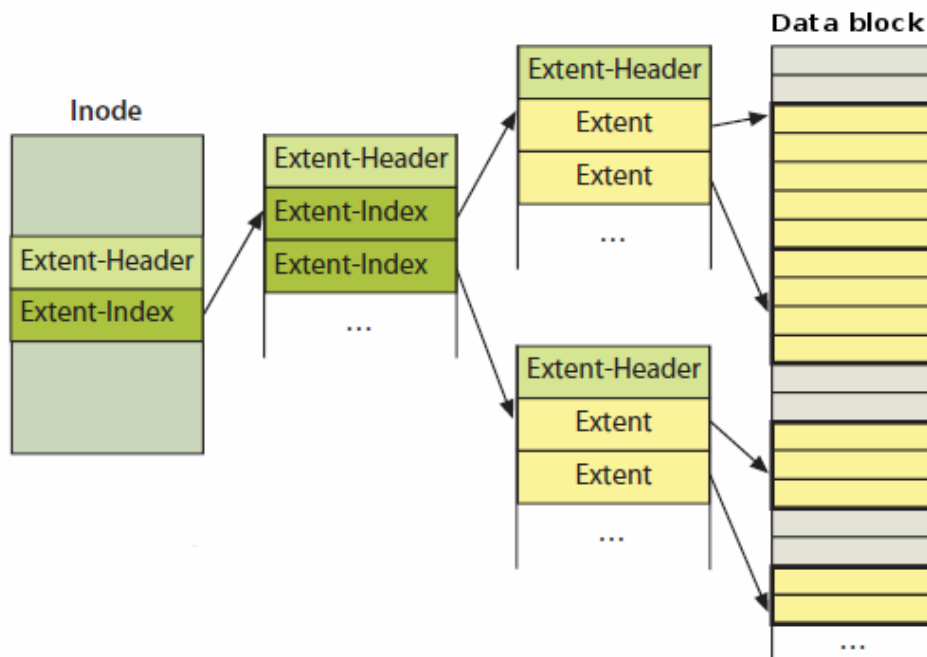 Data block
Inode
Extent-Header
Extent-Index
Extent-Header
Extent-Index
Extent-Index
...
Extent-Header
Extent
Extent
...
Extent-Header
Extent
Extent
...
...